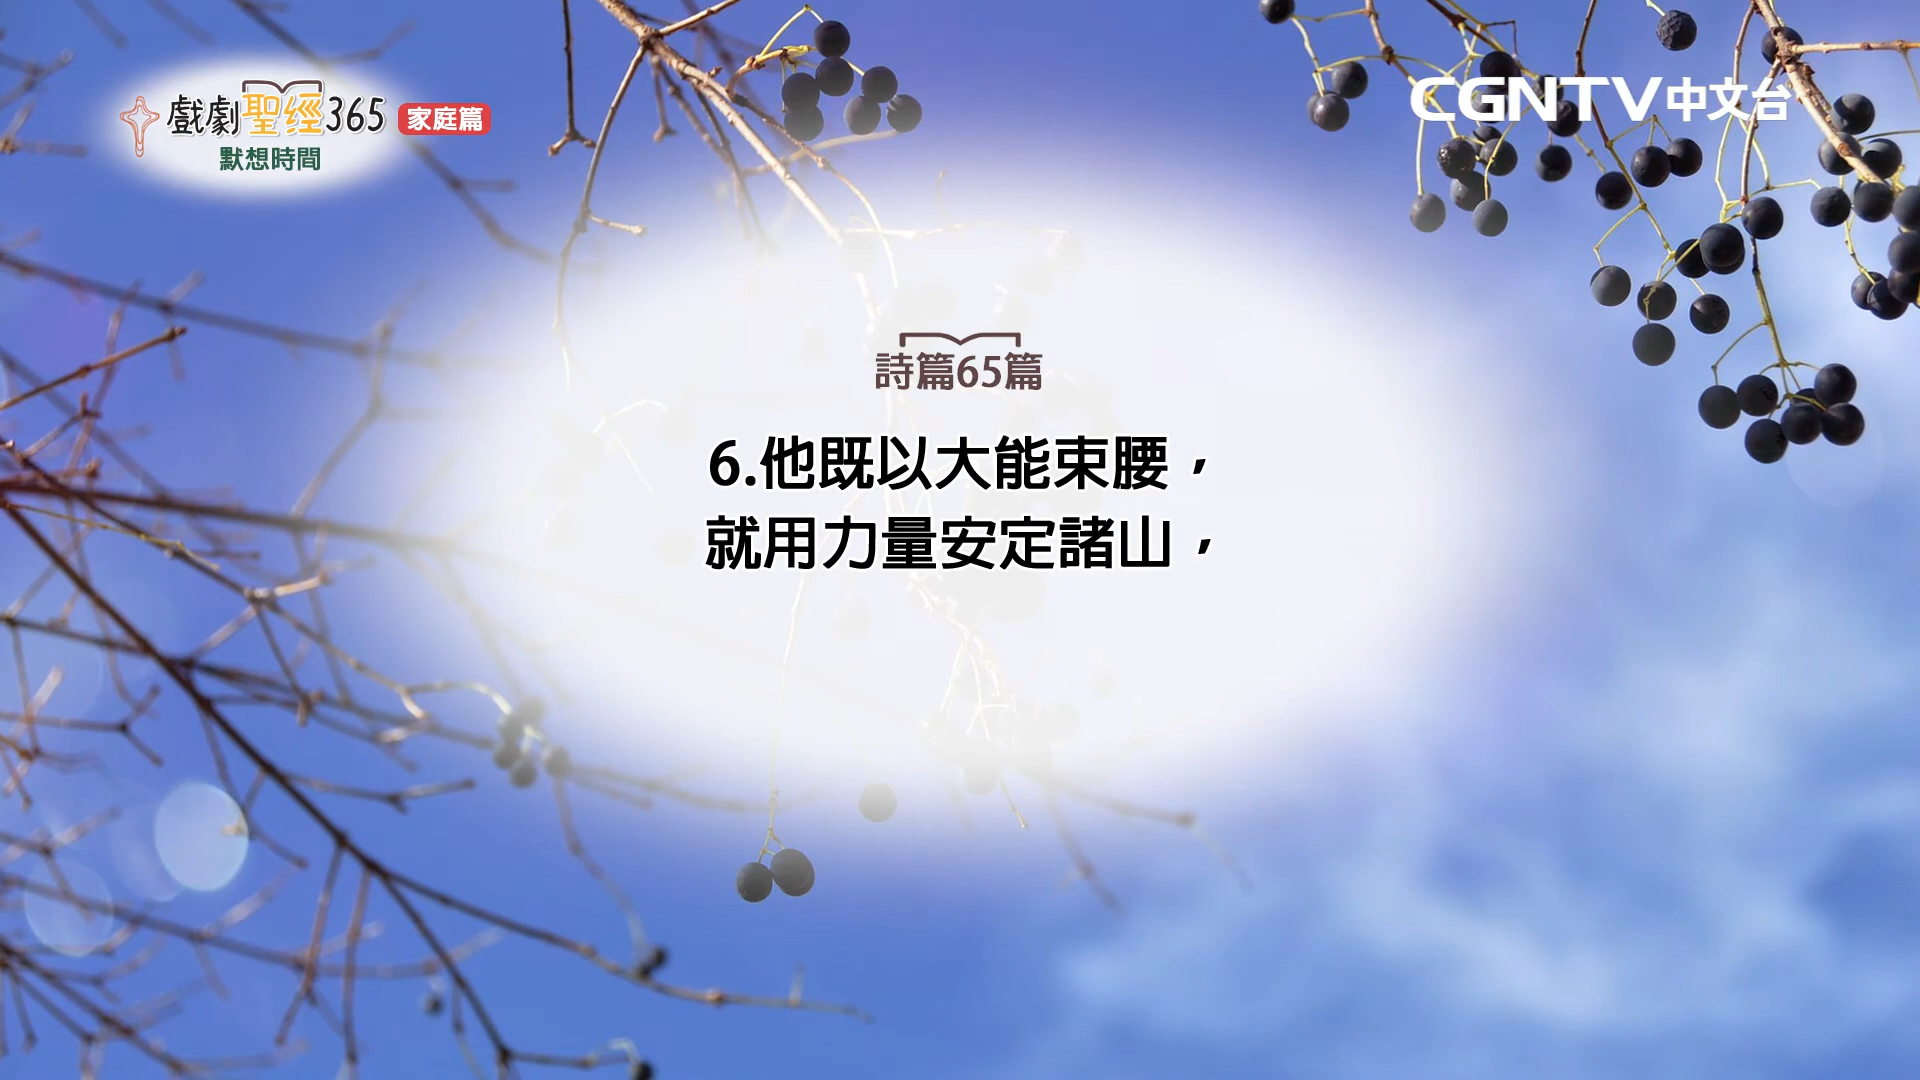 戲劇聖經365 家庭篇
默想時間
CGNTV中文台
詩篇65篇
6.他既以大能束腰，
就用力量安定諸山，